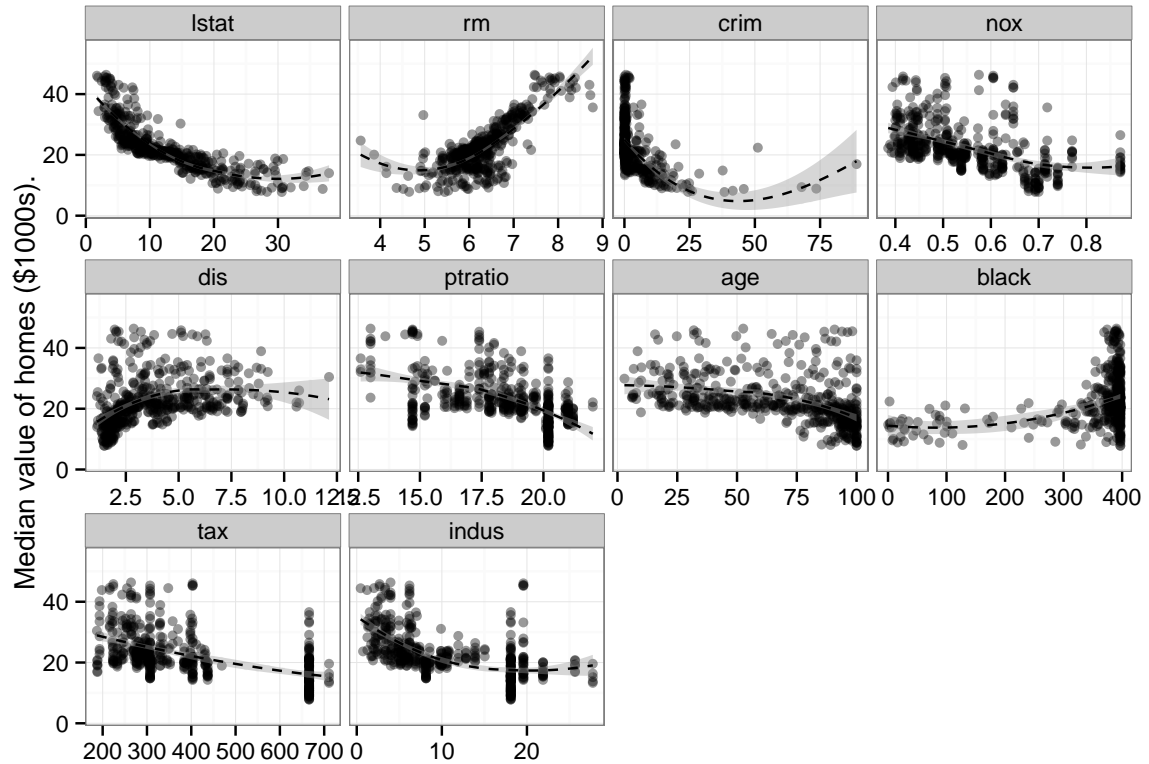 Median value of homes ($1000s).
lstat rm crim nox
40
20
0
0 10 20 30 4 5 6 7 8 9 0 25 50 75 0.4 0.5 0.6 0.7 0.8
dis ptratio age black
40
20
0
2.5 5.0 7.5 10.0 12.5 12.5 15.0 17.5 20.0 0 25 50 75 100 0 100 200 300 400
tax indus
40
20
0
200 300 400 500 600 700 0 10 20